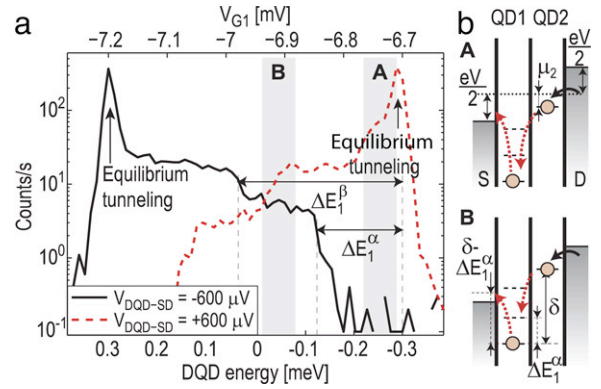 a
V_G1 [mV]
−7.2 −7.1 −7 −6.9 −6.8 −6.7
B A
Counts/s
10^2
10^1
10^0
10^-1
Equilibrium
tunneling
Equilibrium
tunneling
ΔE_1^β
ΔE_1^α
V_DQD-SD = -600 μV
V_DQD-SD = +600 μV
0.3 0.2 0.1 0 -0.1 -0.2 -0.3
DQD energy [meV]
b QD1 QD2
A
eV
2
μ_2
eV
2
S D
B
δ-
ΔE_1^α
δ
ΔE_1^α